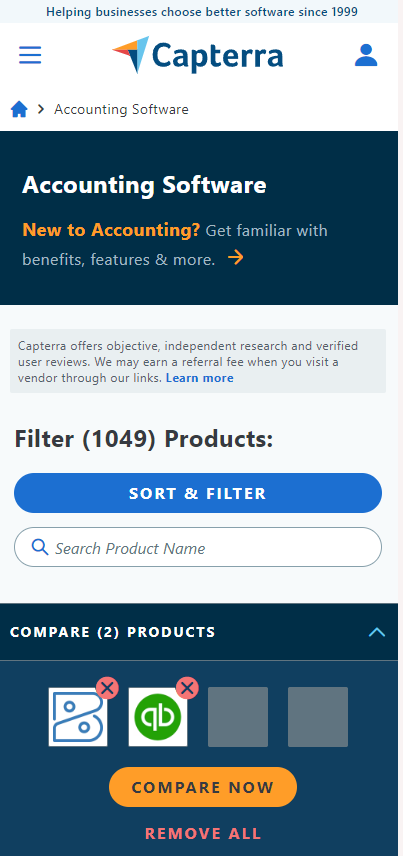 Helping businesses choose better software since 1999
Capterra
Accounting Software
Accounting Software
New to Accounting? Get familiar with
benefits, features & more.
Capterra offers objective, independent research and verified
user reviews. We may earn a referral fee when you visit a
vendor through our links. Learn more
Filter (1049) Products:
SORT & FILTER
Search Product Name
COMPARE (2) PRODUCTS
qb
COMPARE NOW
REMOVE ALL